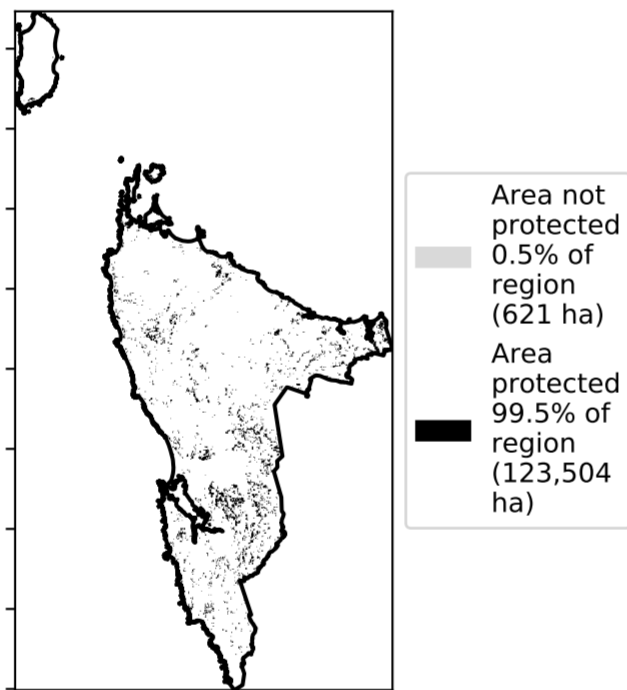 Area not
protected
0.5% of
region
(621 ha)
Area
protected
99.5% of
region
(123,504
ha)